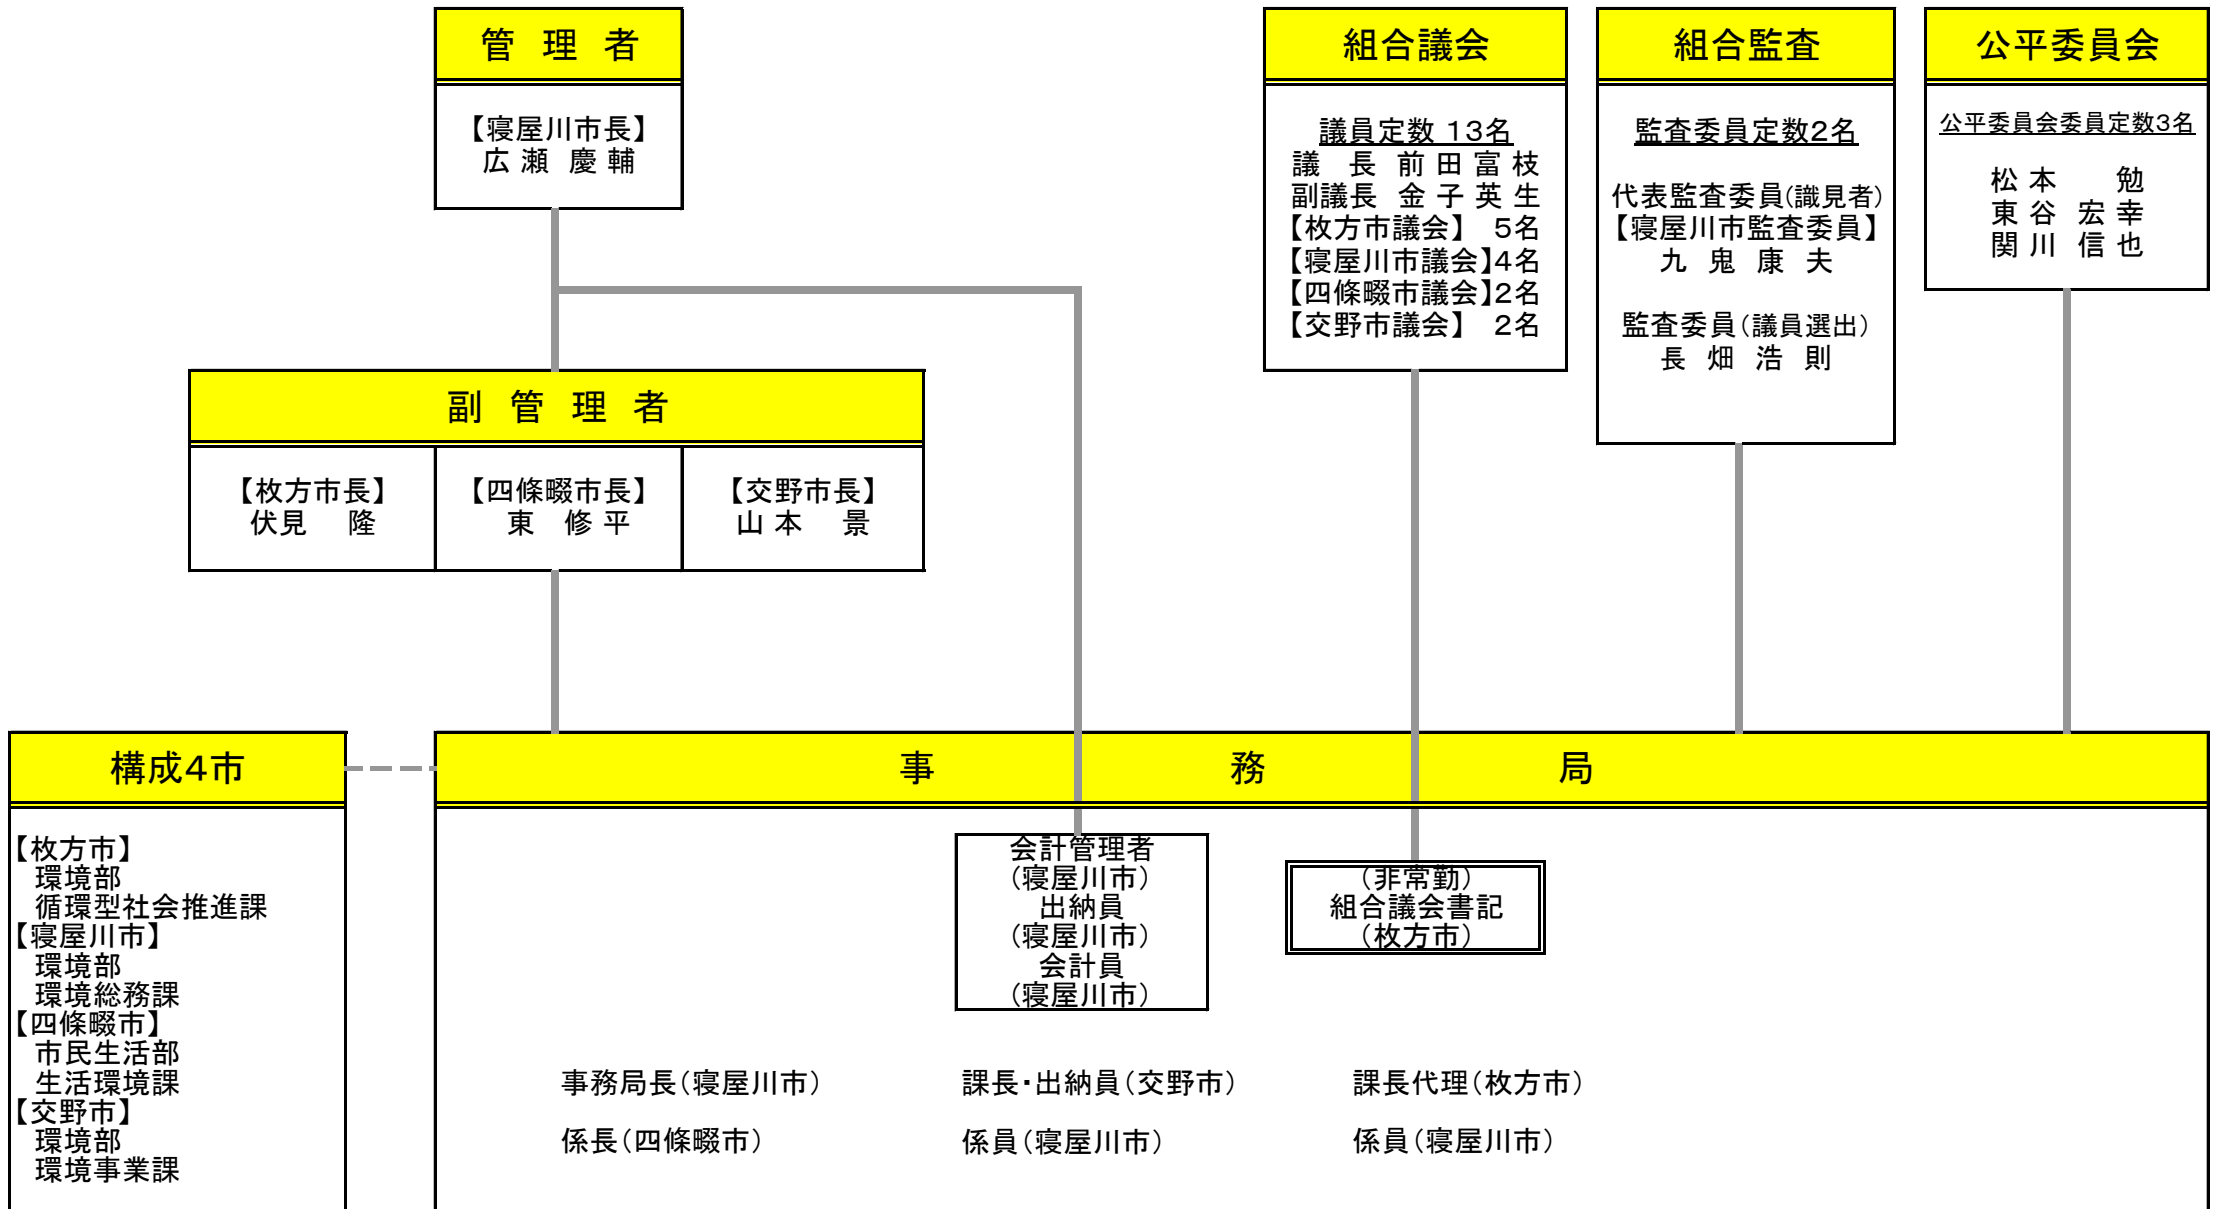 管 理 者
【寝屋川市長】
広 瀬 慶 輔
組合議会
議員定数 13名
議 長 前 田 富 枝
副議長 金 子 英 生
【枚方市議会】 5名
【寝屋川市議会】4名
【四條畷市議会】2名
【交野市議会】 2名
組合監査
監査委員定数2名
代表監査委員(識見者)
【寝屋川市監査委員】
九 鬼 康 夫
監査委員(議員選出)
長 畑 浩 則
公平委員会
公平委員会委員定数3名
松 本 勉
東 谷 宏 幸
関 川 信 也
副 管 理 者
【枚方市長】
伏見 隆
【四條畷市長】
東 修 平
【交野市長】
山 本 景
構成4市
【枚方市】
環境部
循環型社会推進課
【寝屋川市】
環境部
環境総務課
【四條畷市】
市民生活部
生活環境課
【交野市】
環境部
環境事業課
事 務 局
会計管理者
(寝屋川市)
出納員
(寝屋川市)
会計員
(寝屋川市)
(非常勤)
組合議会書記
(枚方市)
事務局長(寝屋川市)
課長・出納員(交野市)
課長代理(枚方市)
係長(四條畷市)
係員(寝屋川市)
係員(寝屋川市)